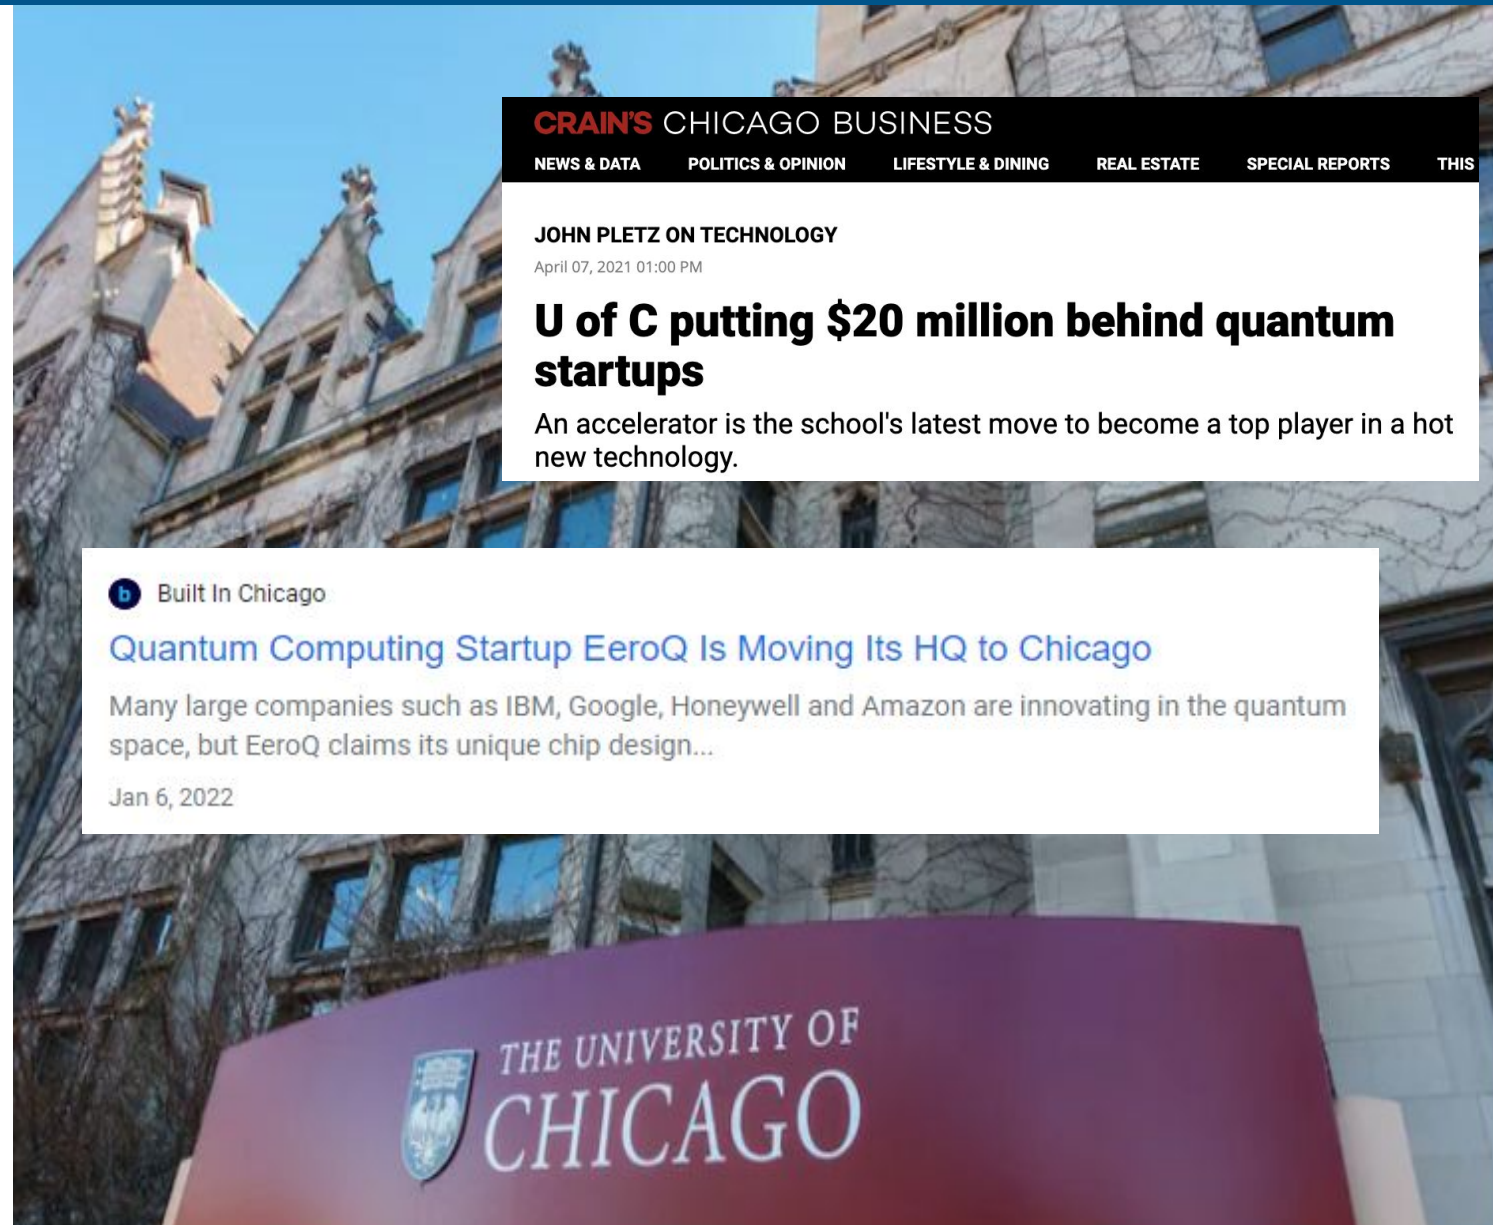 CRAIN'S CHICAGO BUSINESS
NEWS & DATA POLITICS & OPINION LIFESTYLE & DINING REAL ESTATE SPECIAL REPORTS THIS
JOHN PLETZ ON TECHNOLOGY
April 07, 2021 01:00 PM
U of C putting $20 million behind quantum
startups
An accelerator is the school's latest move to become a top player in a hot
new technology.
b Built In Chicago
Quantum Computing Startup EeroQ Is Moving Its HQ to Chicago
Many large companies such as IBM, Google, Honeywell and Amazon are innovating in the quantum
space, but EeroQ claims its unique chip design...
Jan 6, 2022
THE UNIVERSITY OF
CHICAGO